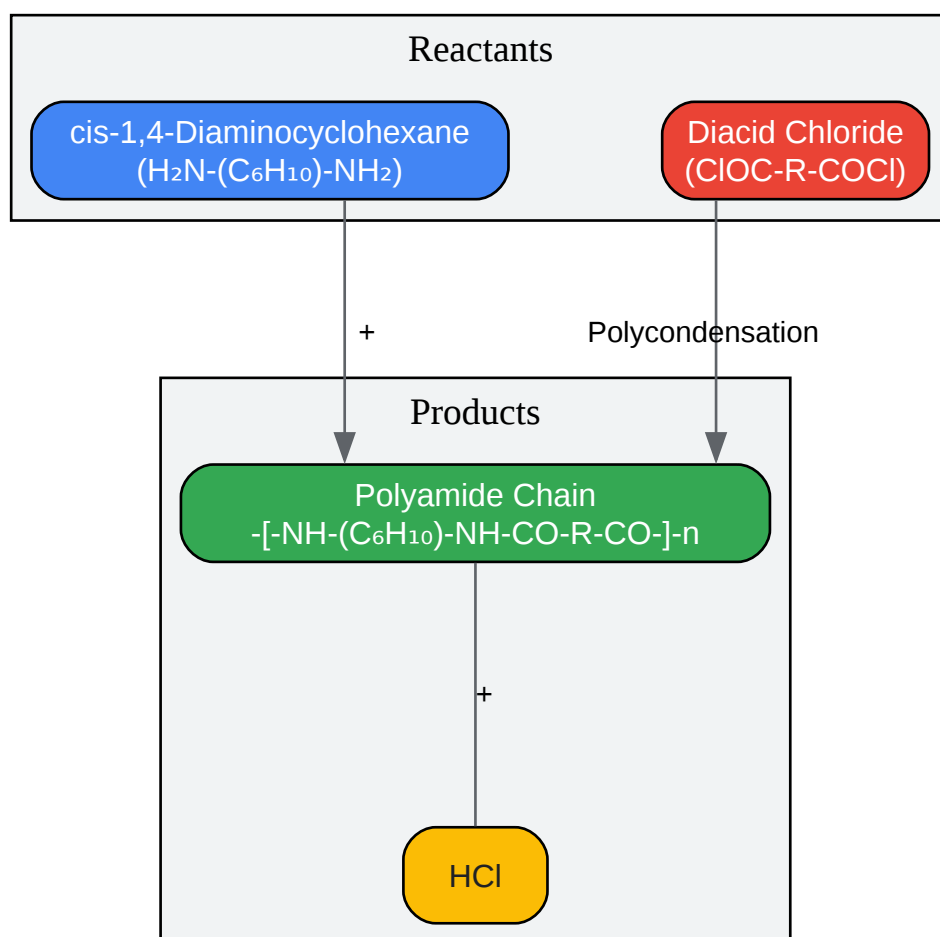 Reactants
cis-1,4-Diaminocyclohexane
(H₂N-(C₆H₁₀)-NH₂)
Diacid Chloride
(ClOC-R-COCl)
+
Polycondensation
Products
Polyamide Chain
-[-NH-(C₆H₁₀)-NH-CO-R-CO-]-n
+
HCl